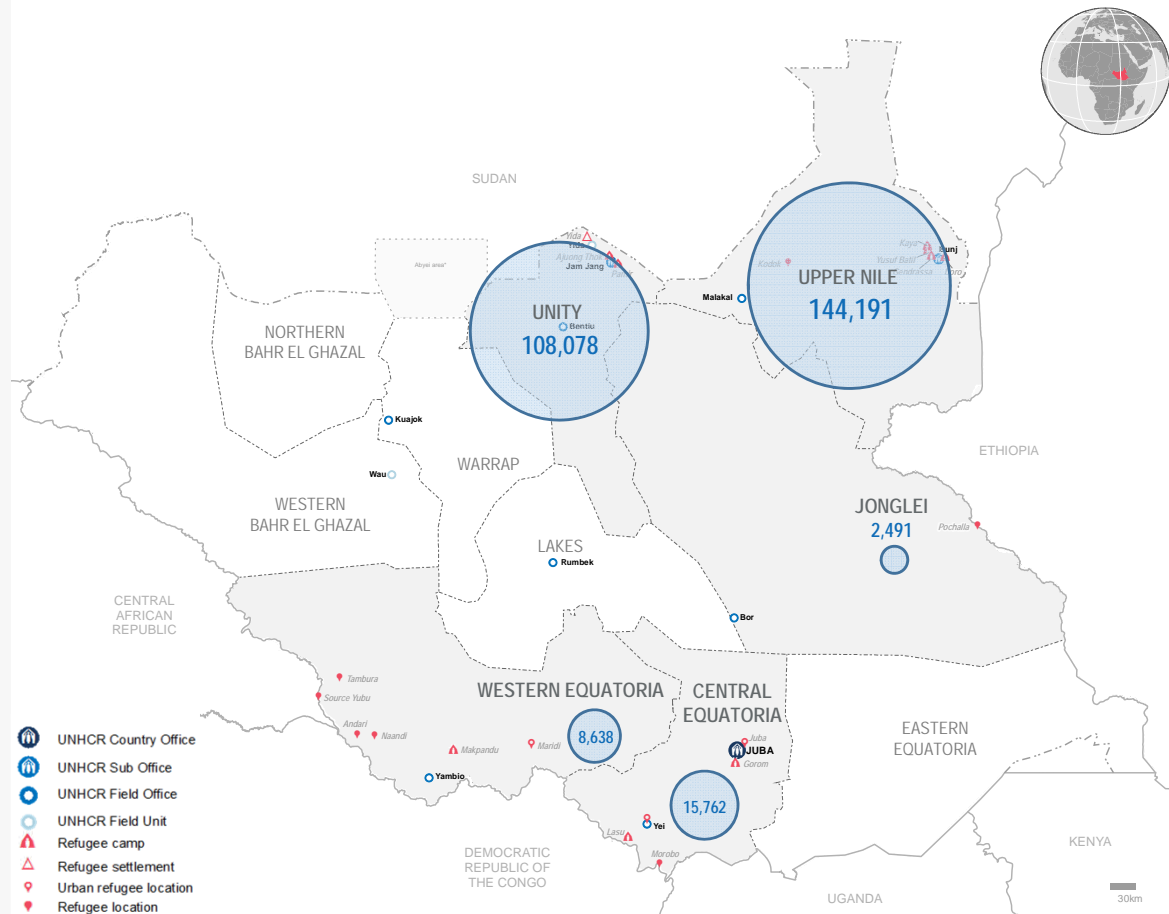 SUDAN
Yida
Ajuong Thok
Jam Jang
Pamir
Abyei area*
UNITY
Bentiu
108,078
Kodok
Kaya
Yusuf Batil
Bunj
Doro
UPPER NILE
144,191
Malakal
NORTHERN
BAHR EL GHAZAL
Kuajok
Wau
WARRAP
WESTERN
BAHR EL GHAZAL
ETHIOPIA
JONGLEI
2,491
Pochalla
LAKES
Rumbek
Bor
CENTRAL
AFRICAN
REPUBLIC
Tambura
Source Yubu
Andari
Naandi
Makpandu
Maridi
Yambio
WESTERN EQUATORIA
8,638
CENTRAL
EQUATORIA
Juba
JUBA
Gorom
15,762
Yei
Lasu
Morobo
EASTERN
EQUATORIA
DEMOCRATIC
REPUBLIC OF
THE CONGO
UGANDA
KENYA
30km
UNHCR Country Office
UNHCR Sub Office
UNHCR Field Office
UNHCR Field Unit
Refugee camp
Refugee settlement
Urban refugee location
Refugee location